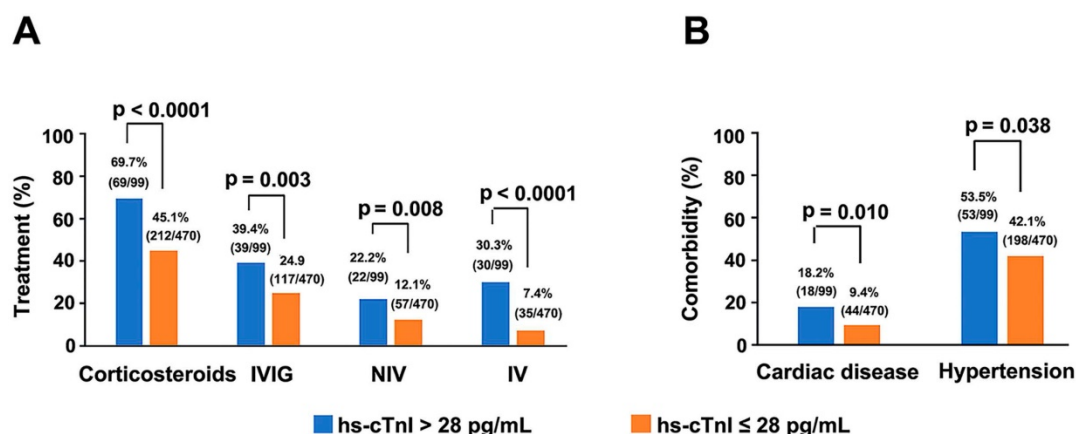 A
p < 0.0001
p = 0.003
p = 0.008
p < 0.0001
Treatment (%)
100
80
60
40
20
0
69.7%
(69/99)
45.1%
(212/470)
39.4%
(39/99)
24.9
(117/470)
22.2%
(22/99)
12.1%
(57/470)
30.3%
(30/99)
7.4%
(35/470)
Corticosteroids IVIG NIV IV
B
p = 0.010
p = 0.038
Comorbidity (%)
100
80
60
40
20
0
18.2%
(18/99)
9.4%
(44/470)
53.5%
(53/99)
42.1%
(198/470)
Cardiac disease Hypertension
hs-cTnI > 28 pg/mL
hs-cTnI ≤ 28 pg/mL